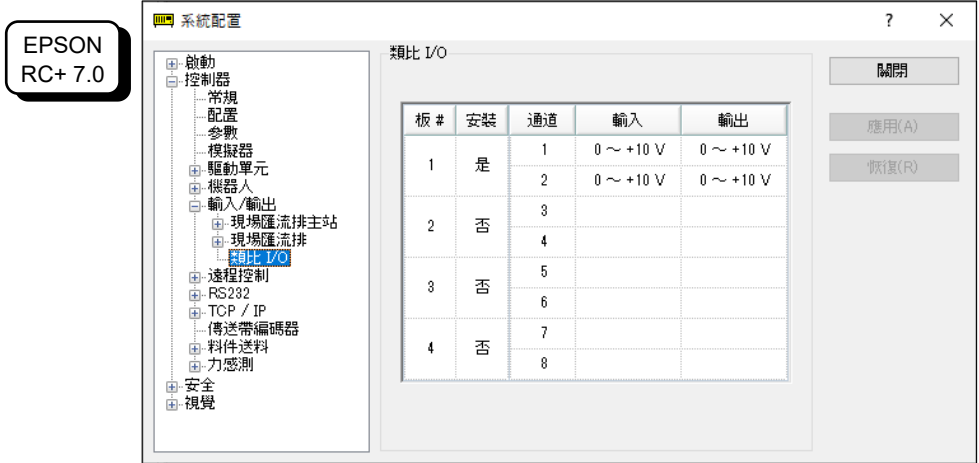 EPSON
RC+ 7.0
系統配置
?
啟動
控制器
常規
配置
參數
模擬器
驅動單元
機器人
輸入/輸出
現場匯流排主站
現場匯流排
類比 I/O
遠程控制
RS232
TCP / IP
傳送帶編碼器
料件送料
力感測
安全
視覺
類比 I/O
板 # 安裝 通道 輸入 輸出
1 是 1 0 ～ +10 V 0 ～ +10 V
2 0 ～ +10 V 0 ～ +10 V
2 否 3
4
3 否 5
6
4 否 7
8
關閉
應用(A)
恢復(R)